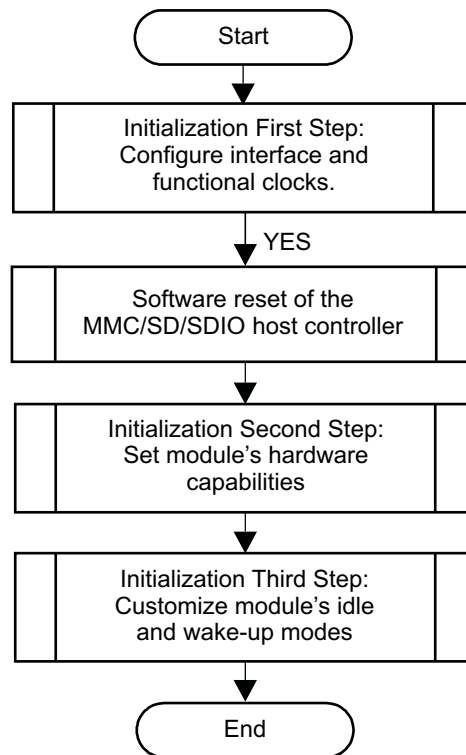 Start
Initialization First Step:
Configure interface and
functional clocks.
YES
Software reset of the
MMC/SD/SDIO host controller
Initialization Second Step:
Set module’s hardware
capabilities
Initialization Third Step:
Customize module’s idle
and wake-up modes
End